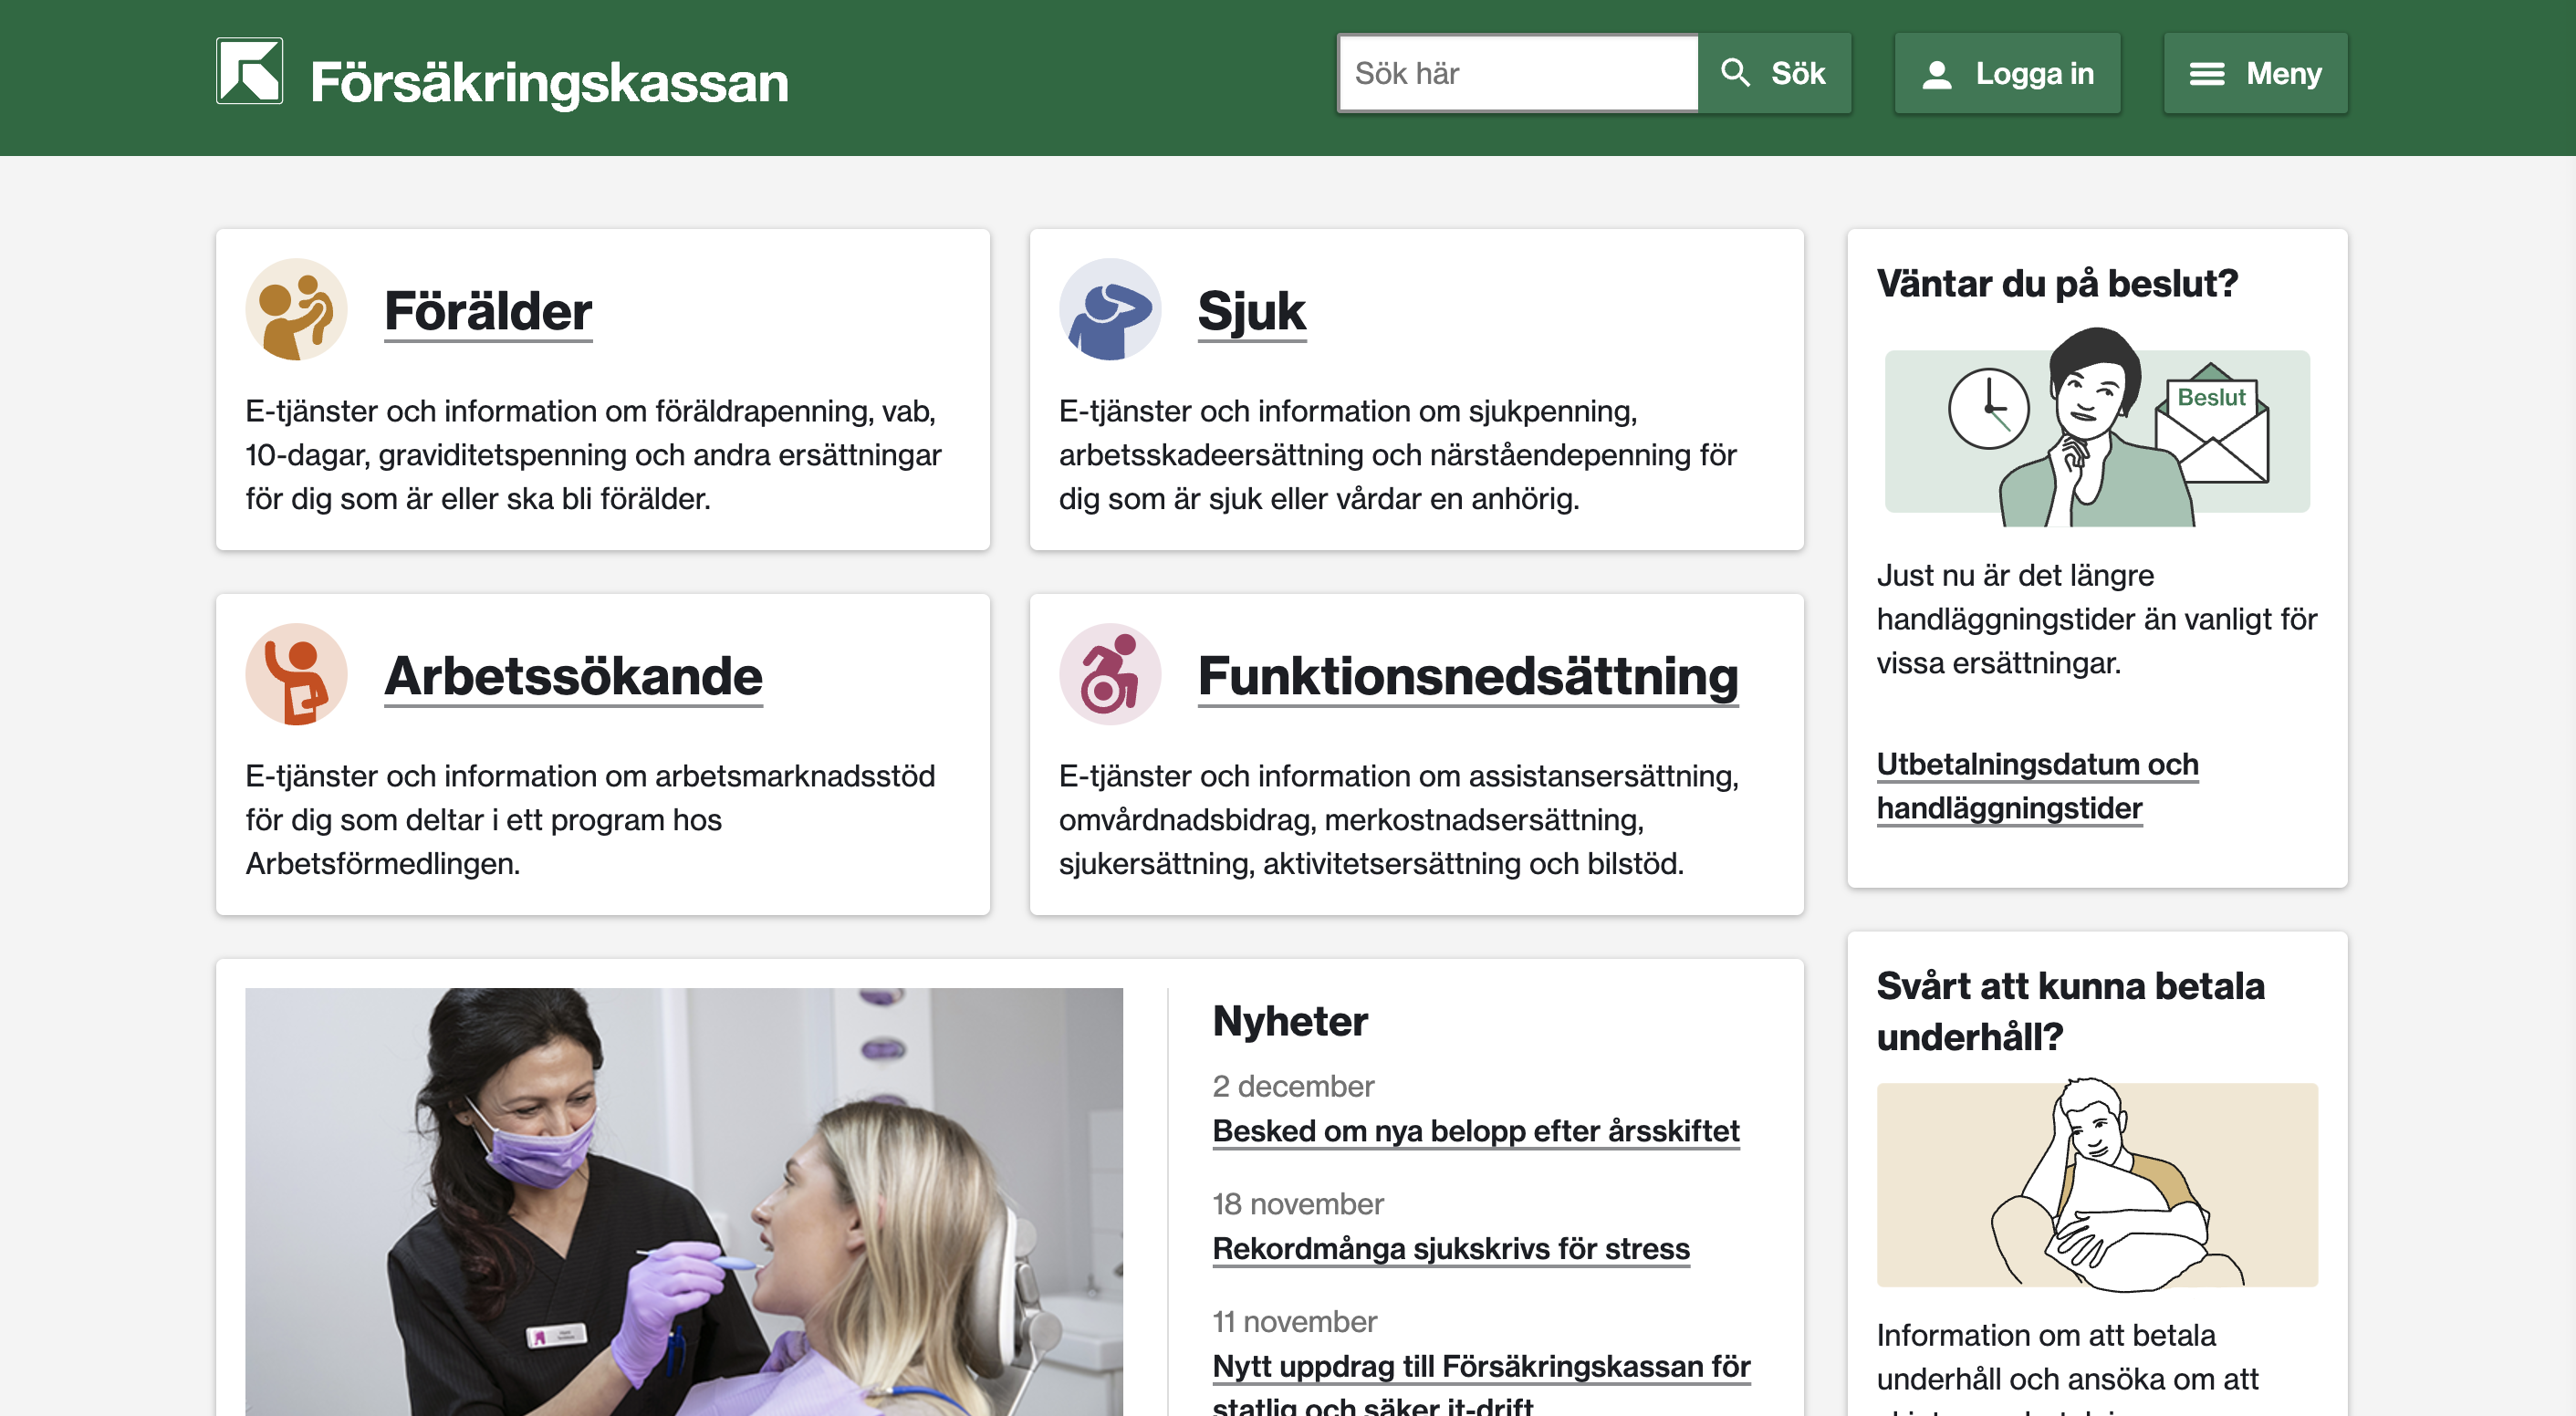 Försäkringskassan
Sök här
Sök
Logga in
Meny
Förälder
E-tjänster och information om föräldrapenning, vab,
10-dagar, graviditetspenning och andra ersättningar
för dig som är eller ska bli förälder.
Sjuk
E-tjänster och information om sjukpenning,
arbetsskadeersättning och närståendepenning för
dig som är sjuk eller vårdar en anhörig.
Arbetssökande
E-tjänster och information om arbetsmarknadsstöd
för dig som deltar i ett program hos
Arbetsförmedlingen.
Funktionsnedsättning
E-tjänster och information om assistansersättning,
omvårdnadsbidrag, merkostnadsersättning,
sjukersättning, aktivitetsersättning och bilstöd.
Väntar du på beslut?
Beslut
Just nu är det längre
handläggningstider än vanligt för
vissa ersättningar.
Utbetalningsdatum och
handläggningstider
Nyheter
2 december
Besked om nya belopp efter årsskiftet
18 november
Rekordmånga sjukskrivs för stress
11 november
Nytt uppdrag till Försäkringskassan för
statlig och säker it-drift
Svårt att kunna betala
underhåll?
Information om att betala
underhåll och ansöka om att